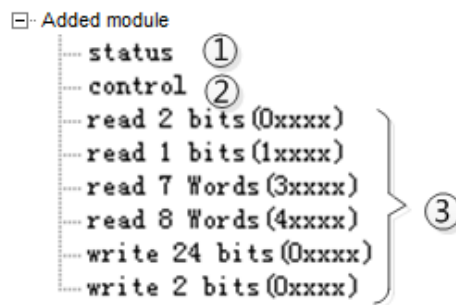 Added module
status ①
control ②
read 2 bits(0xxxx)
read 1 bits(1xxxx)
read 7 Words(3xxxx)
read 8 Words(4xxxx)
③
write 24 bits(0xxxx)
write 2 bits(0xxxx)